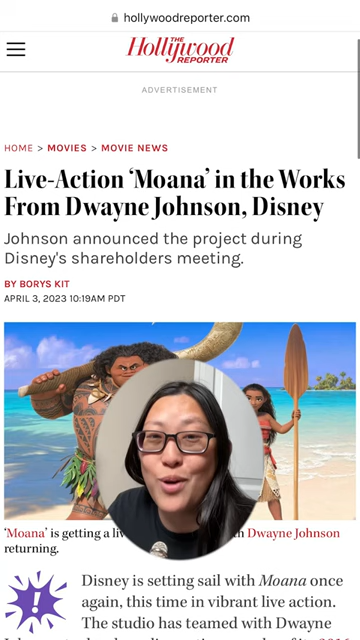 hollywoodreporter.com
THE
Hollywood
REPORTER
ADVERTISEMENT
HOME > MOVIES > MOVIE NEWS
Live-Action ‘Moana’ in the Works
From Dwayne Johnson, Disney
Johnson announced the project during
Disney's shareholders meeting.
BY BORYS KIT
APRIL 3, 2023 10:19AM PDT
‘Moana’ is getting a Dwayne Johnson
returning.
Disney is setting sail with Moana once
again, this time in vibrant live action.
The studio has teamed with Dwayne